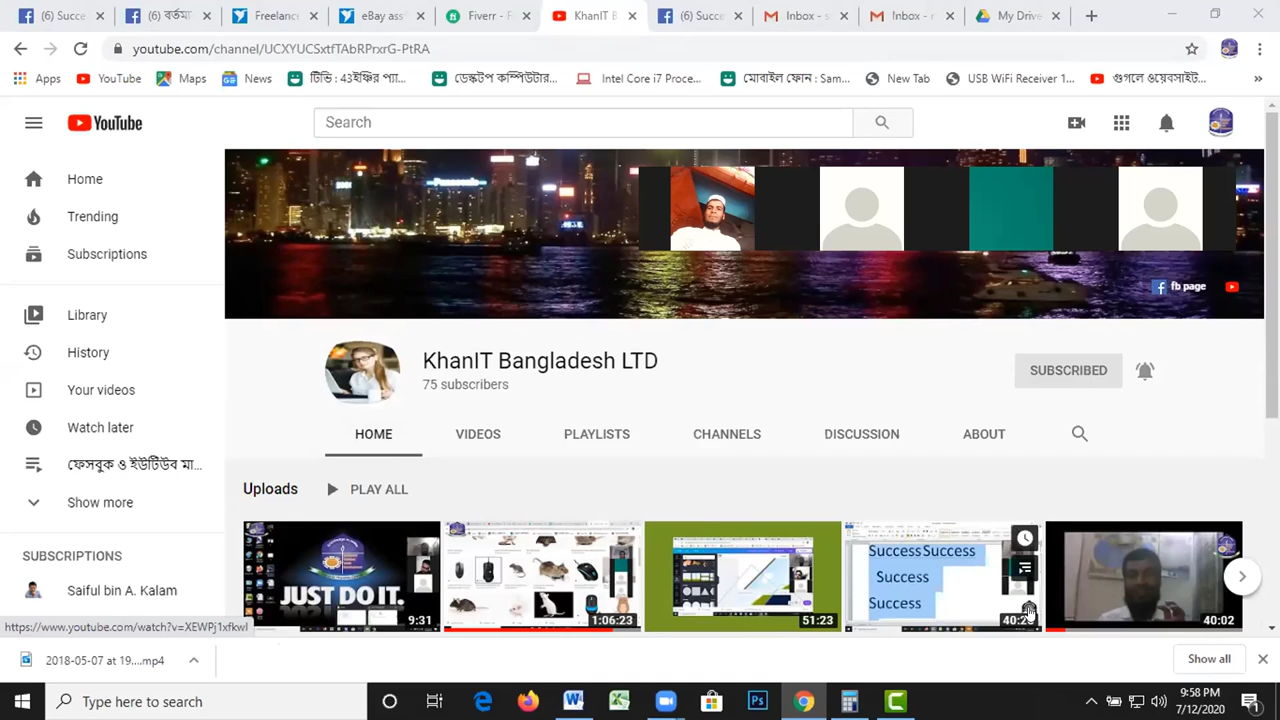 (6) Succe
(6) বর্তমা
Freelanc
eBay ass
Fiverr - F
KhanIT B
(6) Succe
Inbox - s
Inbox - r
My Drive
youtube.com/channel/UCXYUCSxtfTAbRPrxrG-PtRA
Apps
YouTube
Maps
News
টিভি : 43ইঞ্চির প্যা...
ডেস্কটপ কম্পিউটার...
Intel Core i7 Proce...
মোবাইল ফোন : Sam...
New Tab
USB WiFi Receiver 1...
গুগলে ওয়েবসাইট...
»
YouTube
Search
Home
Trending
Subscriptions
Library
History
Your videos
Watch later
ফেসবুক ও ইউটিউব মা...
Show more
SUBSCRIPTIONS
Saiful bin A. Kalam
Panasonic
fb page
KhanIT Bangladesh LTD
75 subscribers
SUBSCRIBED
HOME VIDEOS PLAYLISTS CHANNELS DISCUSSION ABOUT
Uploads PLAY ALL
JUST DO IT.
9:31
1:06:23
51:23
Success Success
Success
Success
40:02
https://www.youtube.com/watch?v=XEWPj1xfkwI
2018-05-07 at 19....mp4
Show all
Type here to search
9:58 PM
7/12/2020